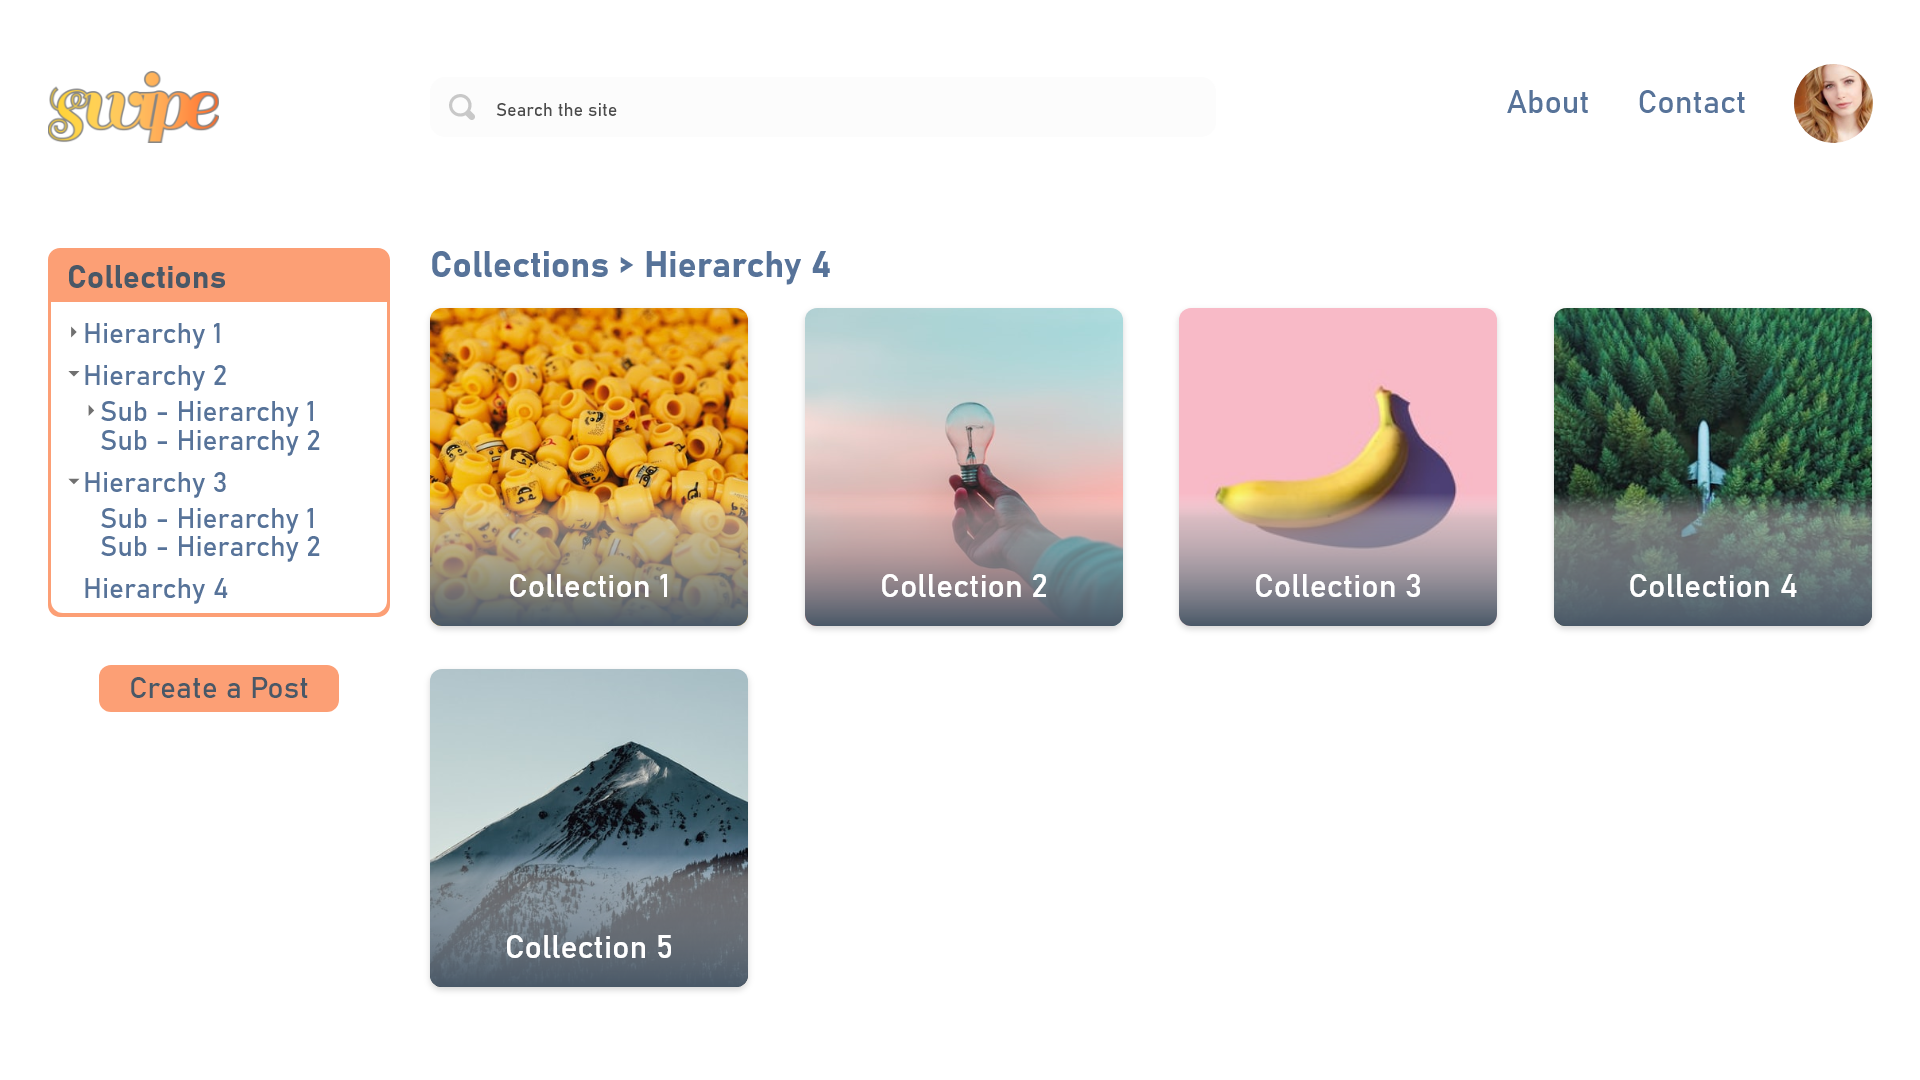 swipe
Search the site
About
Contact
Collections
Hierarchy 1
Hierarchy 2
Sub - Hierarchy 1
Sub - Hierarchy 2
Hierarchy 3
Sub - Hierarchy 1
Sub - Hierarchy 2
Hierarchy 4
Create a Post
Collections > Hierarchy 4
Collection 1
Collection 2
Collection 3
Collection 4
Collection 5